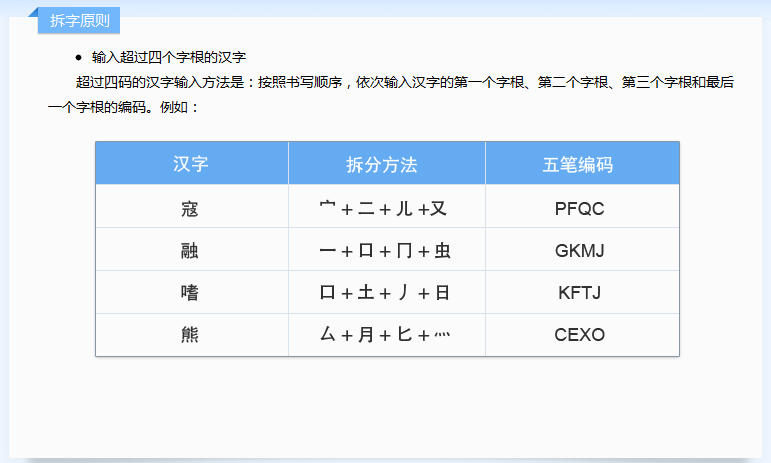 拆字原则
● 输入超过四个字根的汉字
超过四码的汉字输入方法是：按照书写顺序，依次输入汉字的第一个字根、第二个字根、第三个字根和最后
一个字根的编码。例如：
汉字 拆分方法 五笔编码
寇 宀+二+儿+又 PFQC
融 一+口+冂+虫 GKMJ
嗜 口+土+丿+日 KFTJ
熊 厶+月+匕+灬 CEXO